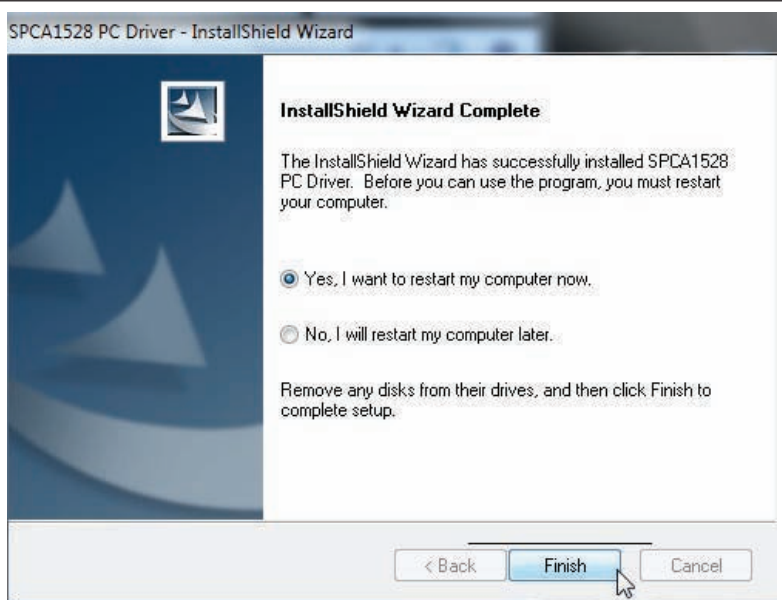 SPCA1528 PC Driver - InstallShield Wizard
InstallShield Wizard Complete
The InstallShield Wizard has successfully installed SPCA1528
PC Driver.  Before you can use the program, you must restart
your computer.
Yes, I want to restart my computer now.
No, I will restart my computer later.
Remove any disks from their drives, and then click Finish to
complete setup.
< Back Finish Cancel